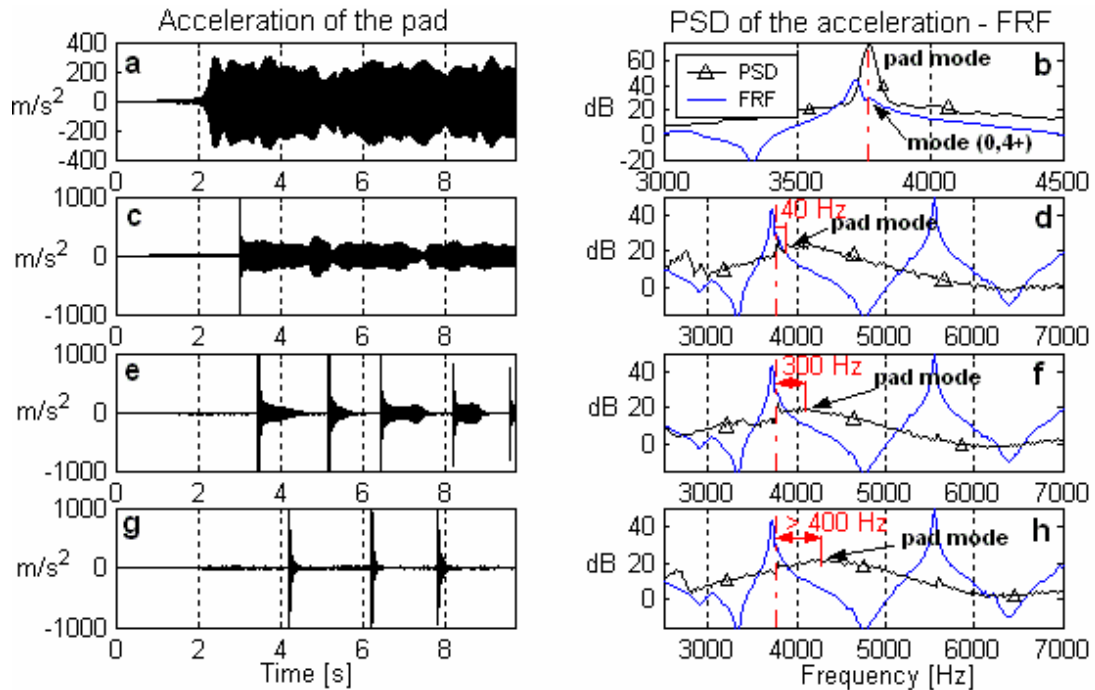 Acceleration of the pad
PSD of the acceleration - FRF
400
200
0
-200
-400
m/s2
a
0 2 4 6 8
60
40
20
0
-20
dB
PSD
FRF
pad mode
b
mode (0,4+)
3000 3500 4000 4500
1000
0
-1000
m/s2
c
0 2 4 6 8
40
20
0
dB
40 Hz
pad mode
d
3000 4000 5000 6000 7000
1000
0
-1000
m/s2
e
0 2 4 6 8
40
20
0
dB
300 Hz
pad mode
f
3000 4000 5000 6000 7000
1000
0
-1000
m/s2
g
0 2 4 6 8
Time [s]
40
20
0
dB
> 400 Hz
pad mode
h
3000 4000 5000 6000 7000
Frequency [Hz]